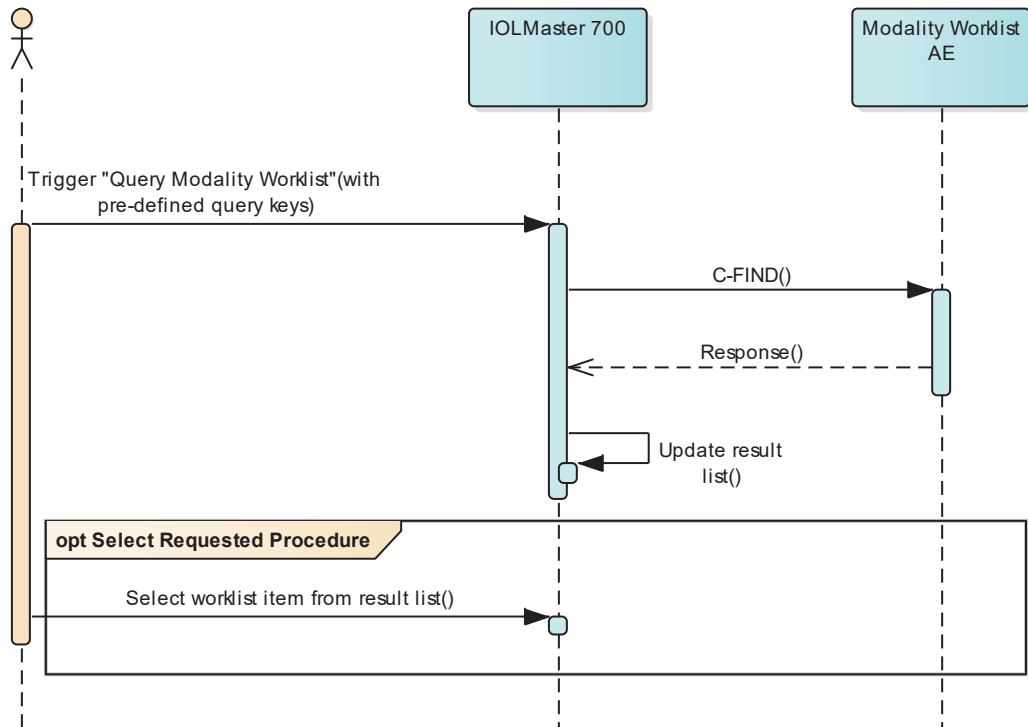 IOLMaster 700
Modality Worklist
AE
Trigger "Query Modality Worklist"(with
pre-defined query keys)
C-FIND()
Response()
Update result
list()
opt Select Requested Procedure
Select worklist item from result list()